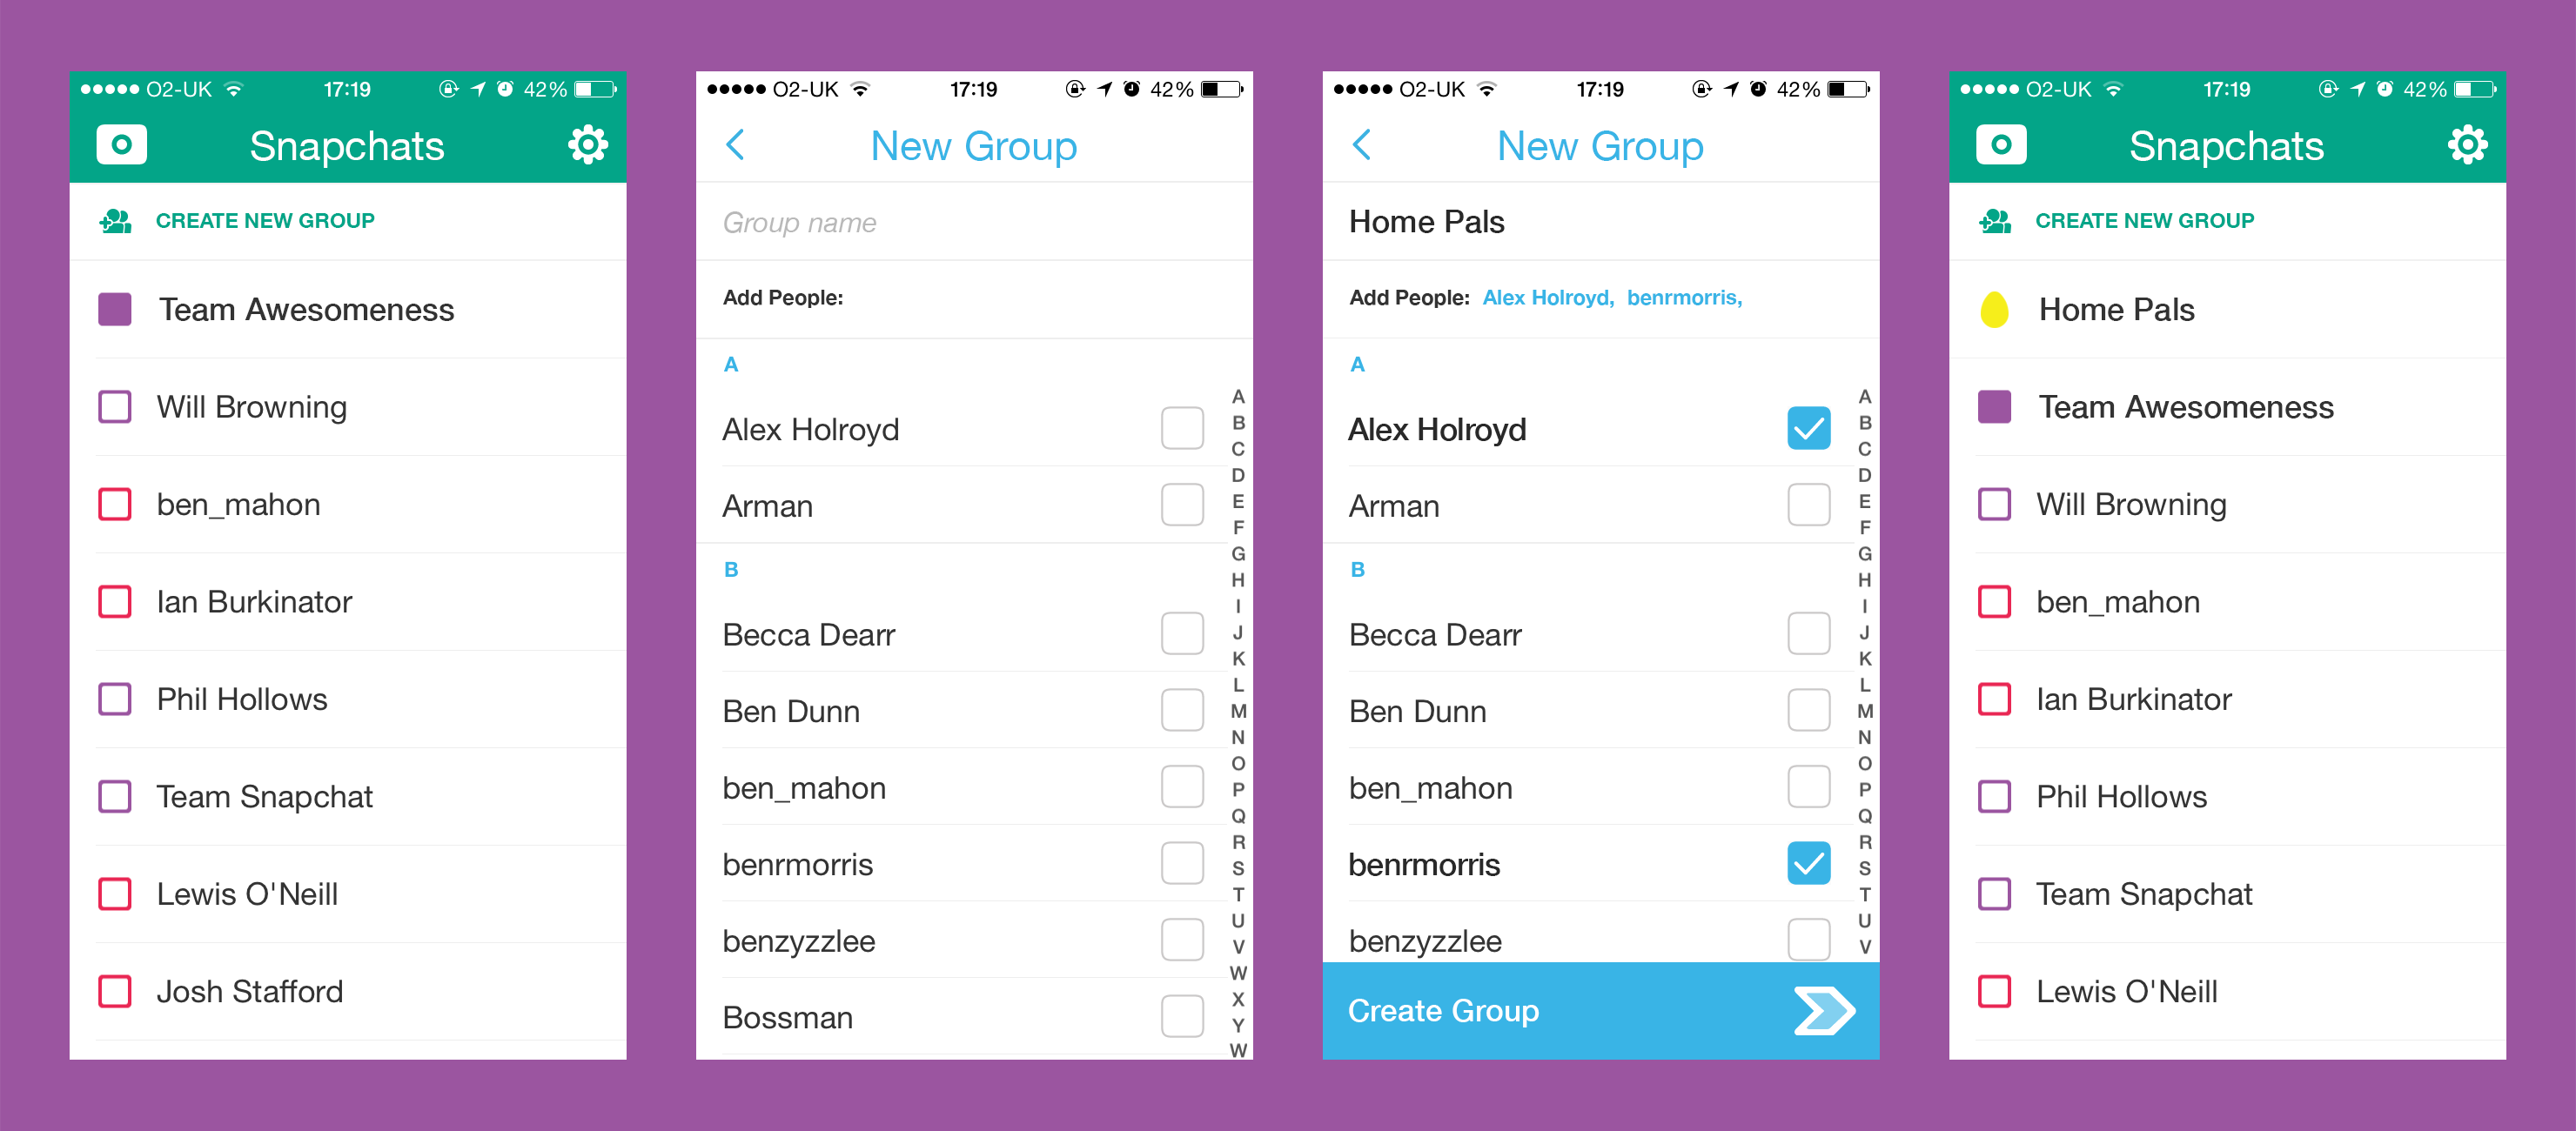 O2-UK 17:19 42%
Snapchats
CREATE NEW GROUP
Team Awesomeness
Will Browning
ben_mahon
Ian Burkinator
Phil Hollows
Team Snapchat
Lewis O'Neill
Josh Stafford
O2-UK 17:19 42%
New Group
Group name
Add People:
A
Alex Holroyd
Arman
B
Becca Dearr
Ben Dunn
ben_mahon
benrmorris
benzyzzlee
Bossman
A
B
C
D
E
F
G
H
I
J
K
L
M
N
O
P
Q
R
S
T
U
V
W
X
Y
W
O2-UK 17:19 42%
New Group
Home Pals
Add People: Alex Holroyd, benrmorris,
A
Alex Holroyd
Arman
B
Becca Dearr
Ben Dunn
ben_mahon
benrmorris
benzyzzlee
A
B
C
D
E
F
G
H
I
J
K
L
M
N
O
P
Q
R
S
T
U
V
Create Group
O2-UK 17:19 42%
Snapchats
CREATE NEW GROUP
Home Pals
Team Awesomeness
Will Browning
ben_mahon
Ian Burkinator
Phil Hollows
Team Snapchat
Lewis O'Neill